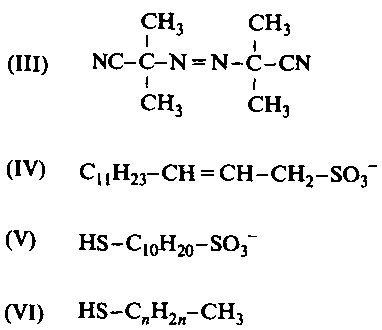 CH₃ CH₃
(III) NC–C–N=N–C–CN
CH₃ CH₃
(IV) C₁₁H₂₃–CH=CH–CH₂–SO₃⁻
(V) HS–C₁₀H₂₀–SO₃⁻
(VI) HS–CₙH₂ₙ–CH₃